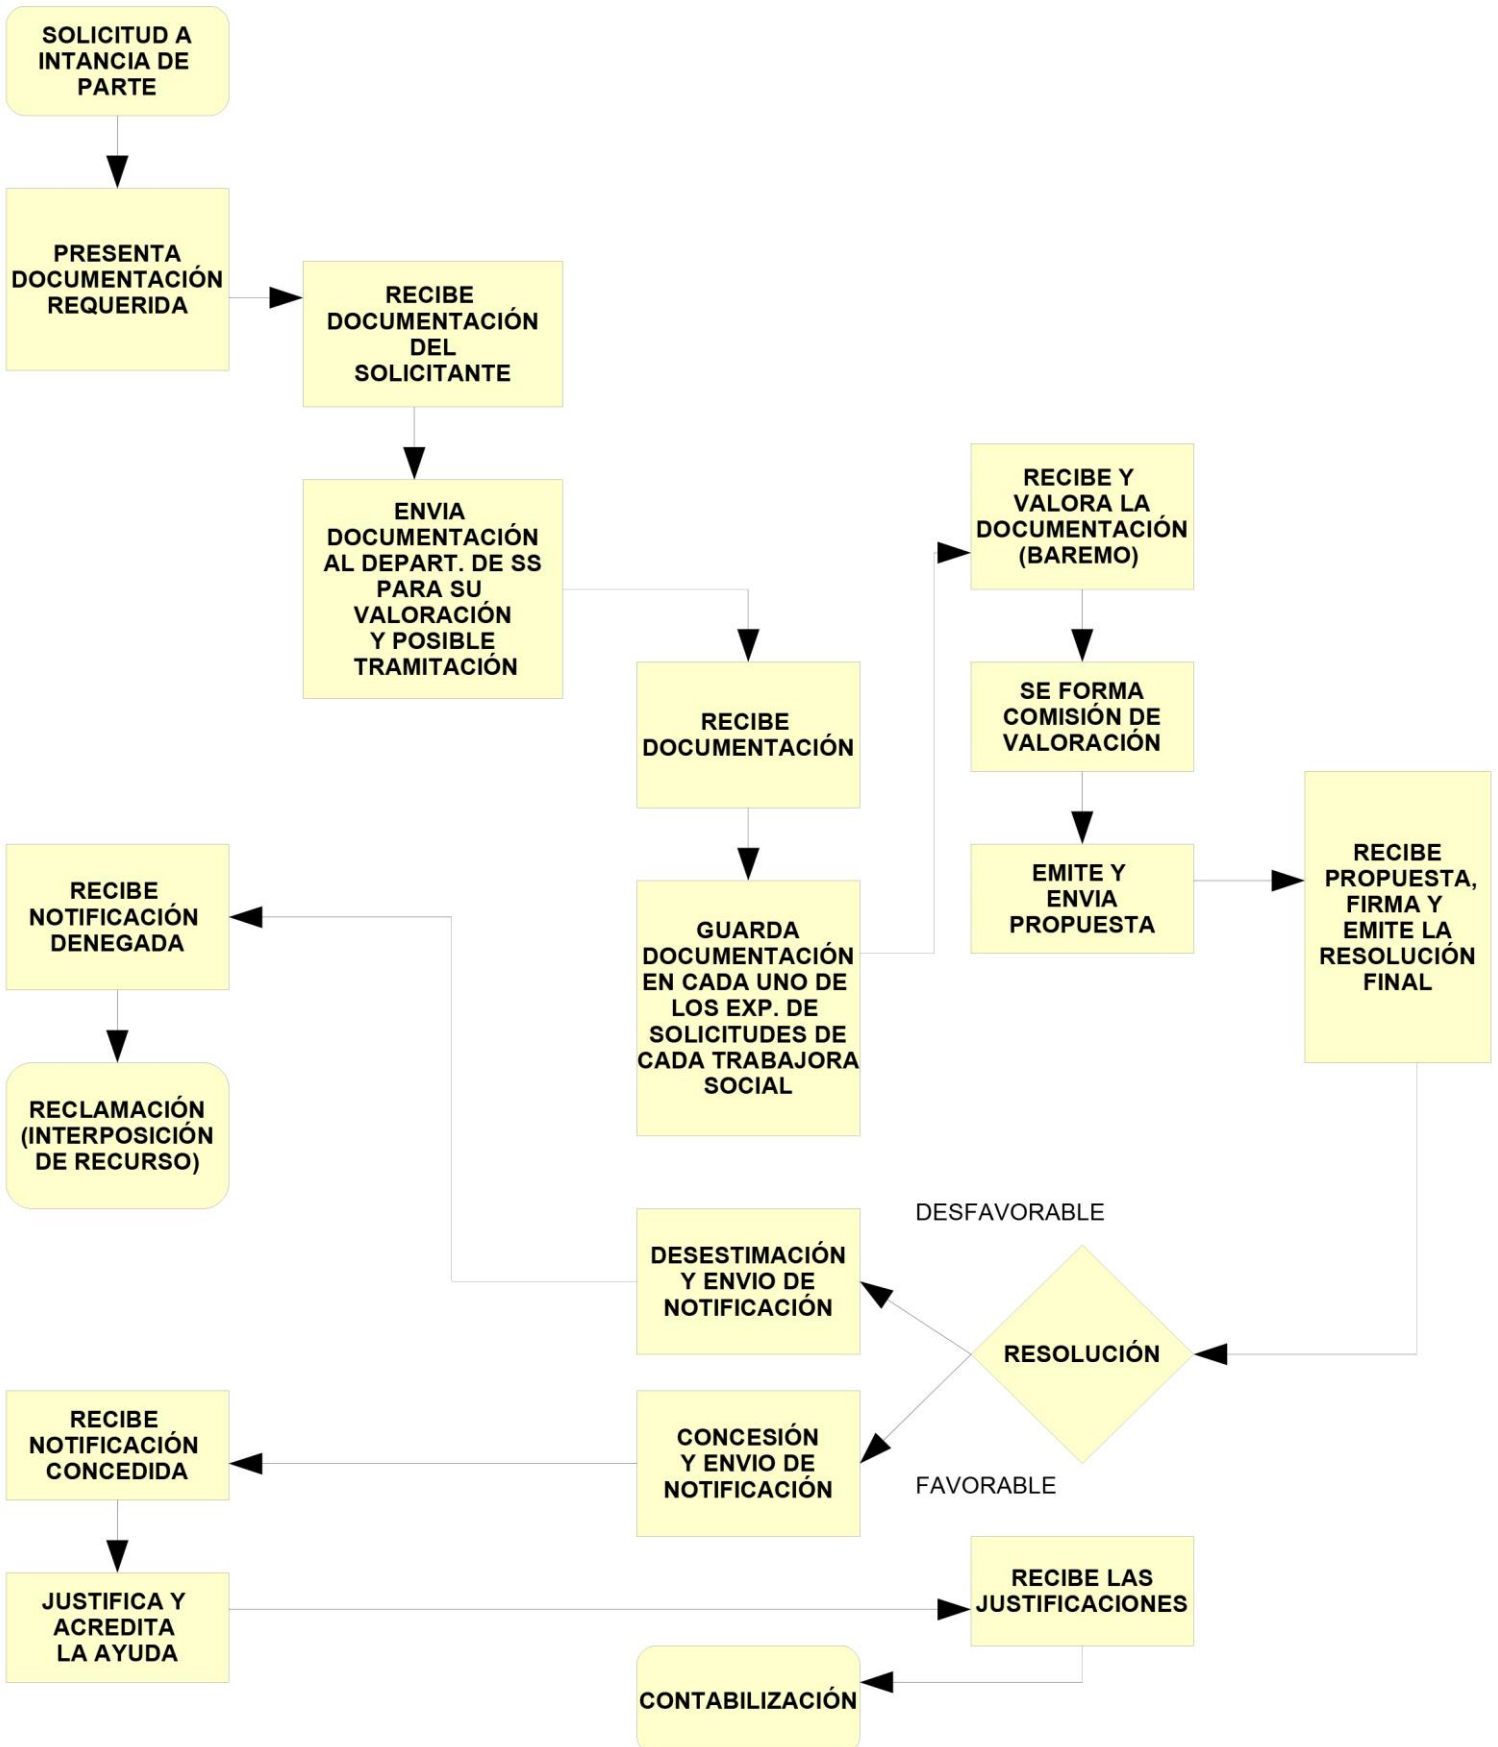 SOLICITUD A
INTANCIA DE
PARTE
PRESENTA
DOCUMENTACIÓN
REQUERIDA
RECIBE
DOCUMENTACIÓN
DEL
SOLICITANTE
ENVIA
DOCUMENTACIÓN
AL DEPART. DE SS
PARA SU
VALORACIÓN
Y POSIBLE
TRAMITACIÓN
RECIBE
DOCUMENTACIÓN
GUARDA
DOCUMENTACIÓN
EN CADA UNO DE
LOS EXP. DE
SOLICITUDES DE
CADA TRABAJORA
SOCIAL
RECIBE Y
VALORA LA
DOCUMENTACIÓN
(BAREMO)
SE FORMA
COMISIÓN DE
VALORACIÓN
EMITE Y
ENVIA
PROPUESTA
RECIBE
PROPUESTA,
FIRMA Y
EMITE LA
RESOLUCIÓN
FINAL
RESOLUCIÓN
DESFAVORABLE
DESESTIMACIÓN
Y ENVIO DE
NOTIFICACIÓN
RECIBE
NOTIFICACIÓN
DENEGADA
RECLAMACIÓN
(INTERPOSICIÓN
DE RECURSO)
FAVORABLE
CONCESIÓN
Y ENVIO DE
NOTIFICACIÓN
RECIBE
NOTIFICACIÓN
CONCEDIDA
JUSTIFICA Y
ACREDITA
LA AYUDA
RECIBE LAS
JUSTIFICACIONES
CONTABILIZACIÓN